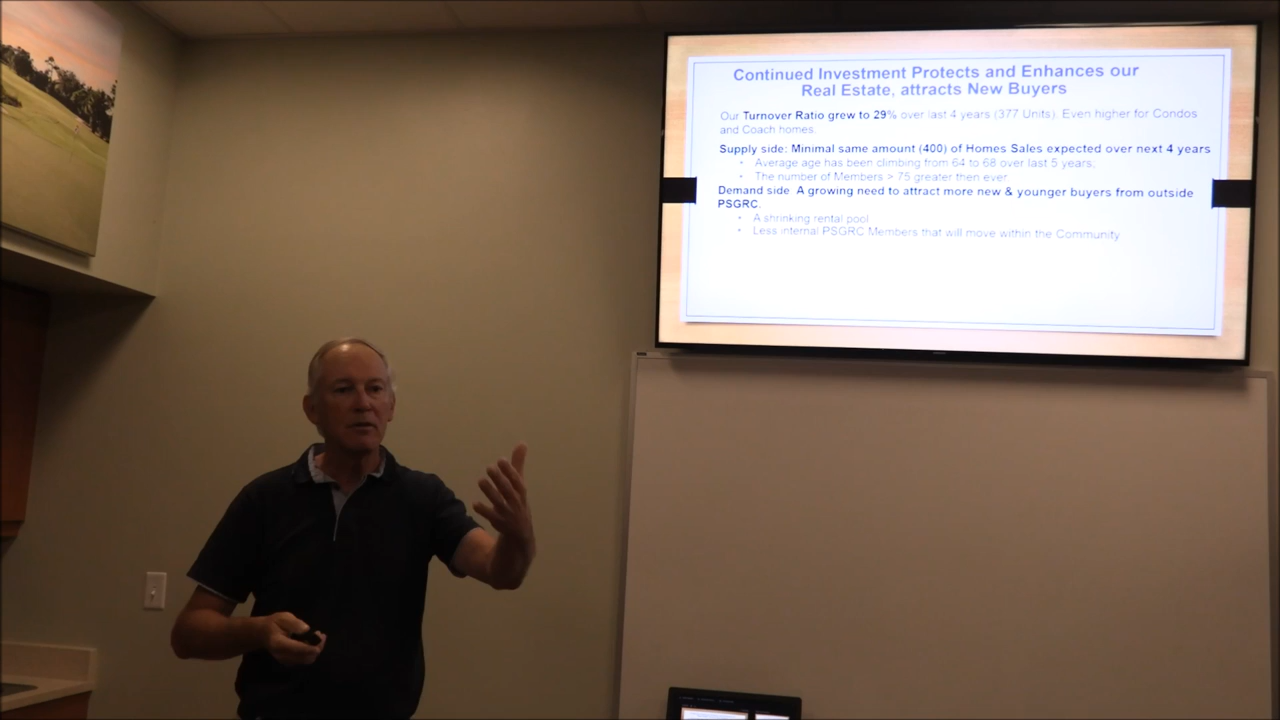 Continued Investment Protects and Enhances our
Real Estate, attracts New Buyers
Our Turnover Ratio grew to 29% over last 4 years (377 Units). Even higher for Condos
and Coach homes
Supply side: Minimal same amount (400) of Homes Sales expected over next 4 years
• Average age has been climbing from 64 to 68 over last 5 years;
• The number of Members > 75 greater then ever
Demand side A growing need to attract more new & younger buyers from outside
PSGRC.
• A shrinking rental pool
• Less internal PSGRC Members that will move within the Community